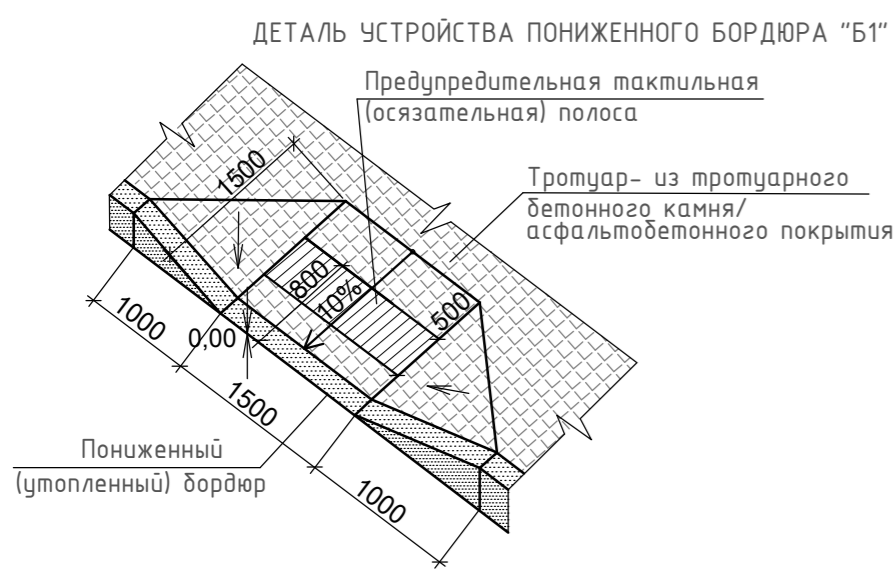 ДЕТАЛЬ УСТРОЙСТВА ПОНИЖЕННОГО БОРДЮРА "Б1"
Предупредительная тактильная
(осязательная) полоса
1500
Тротуар- из тротуарного
бетонного камня/
асфальтобетонного покрытия
800
10%
500
1000
0,00
1500
Пониженный
(утопленный) бордюр
1000